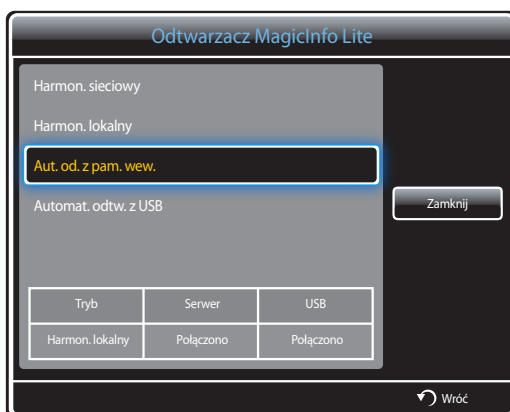 Odtwarzacz MagicInfo Lite
Harmon. sieciowy
Harmon. lokalny
Aut. od. z pam. wew.
Automat. odtw. z USB
Zamknij
Tryb Serwer USB
Harmon. lokalny Połączono Połączono
Wróć